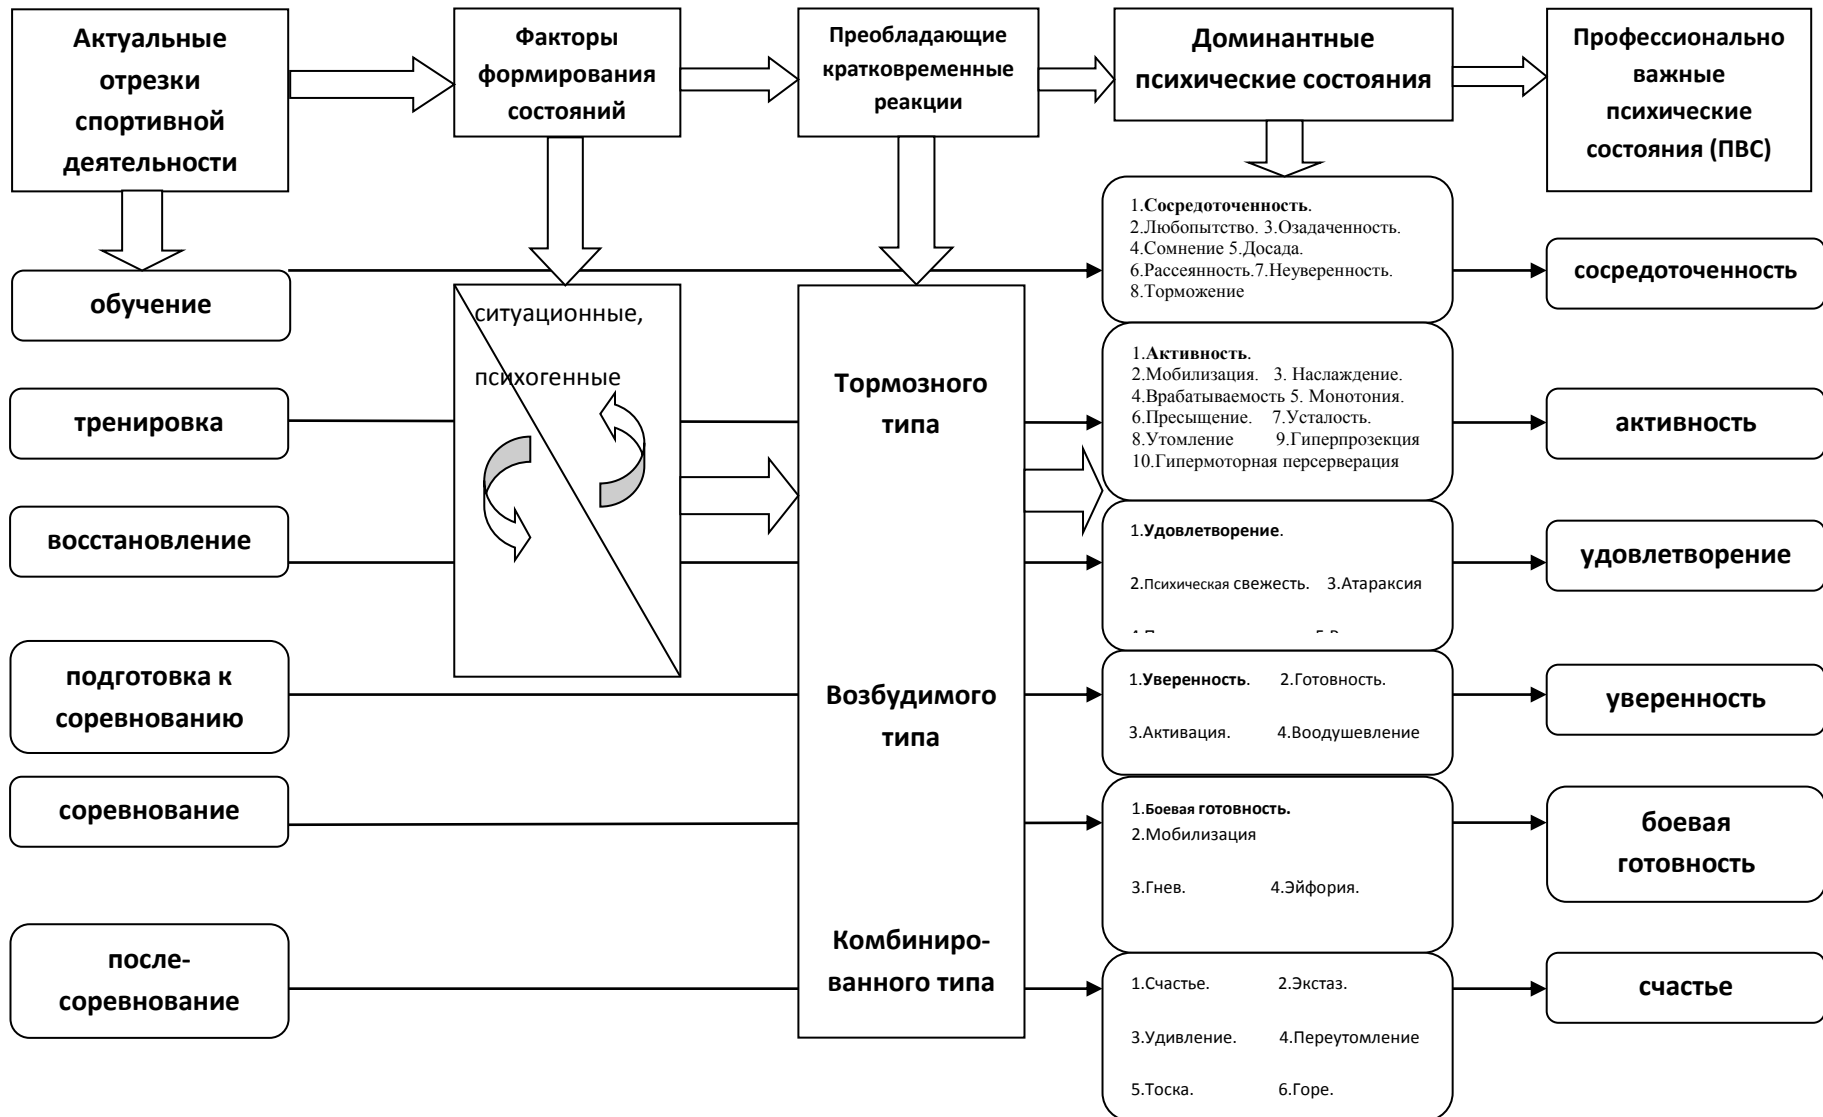 Актуальные
отрезки
спортивной
деятельности
Факторы
формирования
состояний
Преобладающие
кратковременные
реакции
Доминантные
психические состояния
Профессионально
важные
психические
состояния (ПВС)
обучение
тренировка
восстановление
подготовка к
соревнованию
соревнование
после-
соревнование
ситуационные,
психогенные
Тормозного
типа
Возбудимого
типа
Комбиниро-
ванного типа
1.Сосредоточенность.
2.Любопытство. 3.Озадаченность.
4.Сомнение 5.Досада.
6.Рассеянность.7.Неуверенность.
8.Торможение
1.Активность.
2.Мобилизация. 3. Наслаждение.
4.Врабатываемость 5. Монотония.
6.Пресыщение. 7.Усталость.
8.Утомление 9.Гиперпрозекция
10.Гипермоторная персеверация
1.Удовлетворение.
2.Психическая свежесть. 3.Атараксия
1.Уверенность. 2.Готовность.
3.Активация. 4.Воодушевление
1.Боевая готовность.
2.Мобилизация
3.Гнев. 4.Эйфория.
1.Счастье. 2.Экстаз.
3.Удивление. 4.Переутомление
5.Тоска. 6.Горе.
сосредоточенность
активность
удовлетворение
уверенность
боевая
готовность
счастье